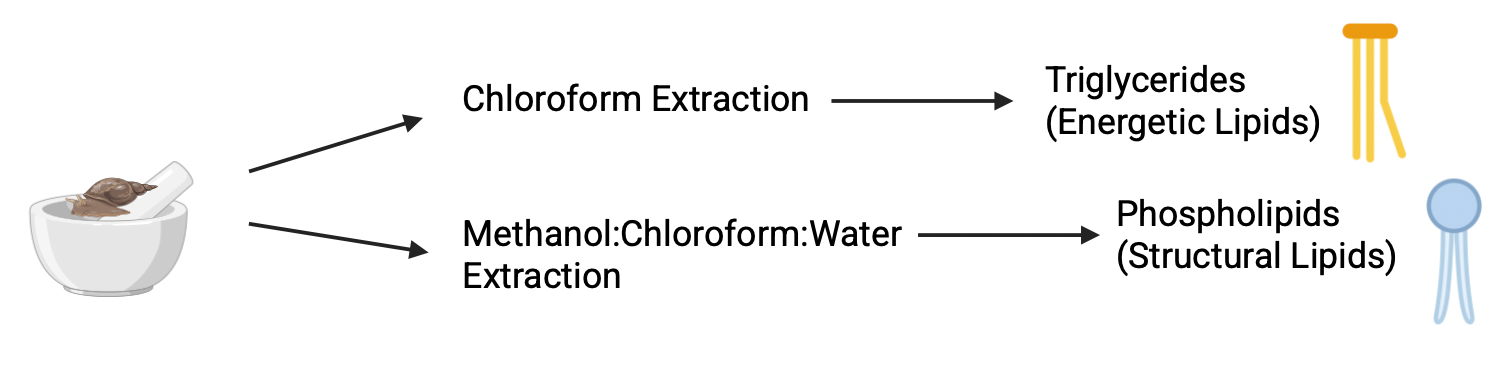 Chloroform Extraction
Triglycerides
(Energetic Lipids)
Methanol:Chloroform:Water
Extraction
Phospholipids
(Structural Lipids)